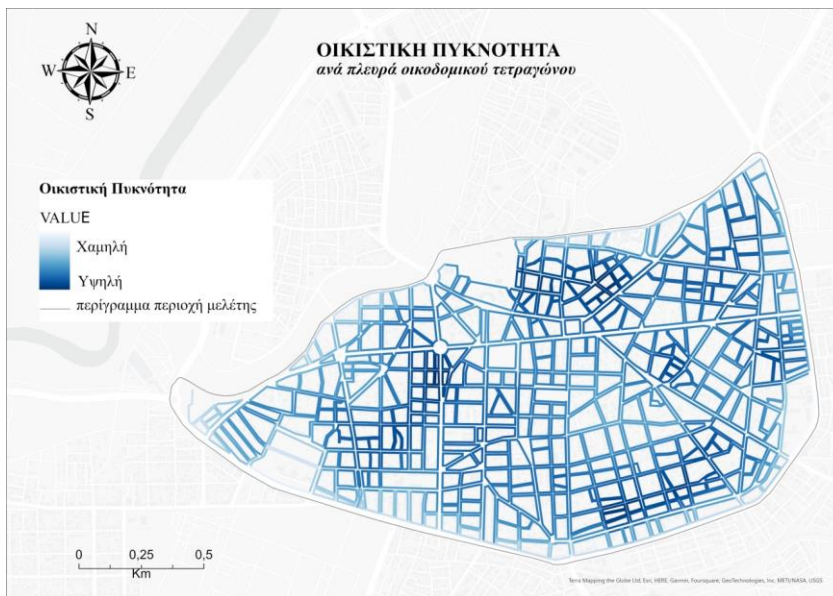 N
W E
S
ΟΙΚΙΣΤΙΚΗ ΠΥΚΝΟΤΗΤΑ
ανά πλευρά οικοδομικού τετραγώνου
Οικιστική Πυκνότητα
VALUE
Χαμηλή
Υψηλή
περίγραμμα περιοχή μελέτης
0 0,25 0,5
Km
Terra Mapping the Globe Ltd, Esri, HERE, Garmin, Foursquare, GeoTechnologies, Inc, METI/NASA, USGS